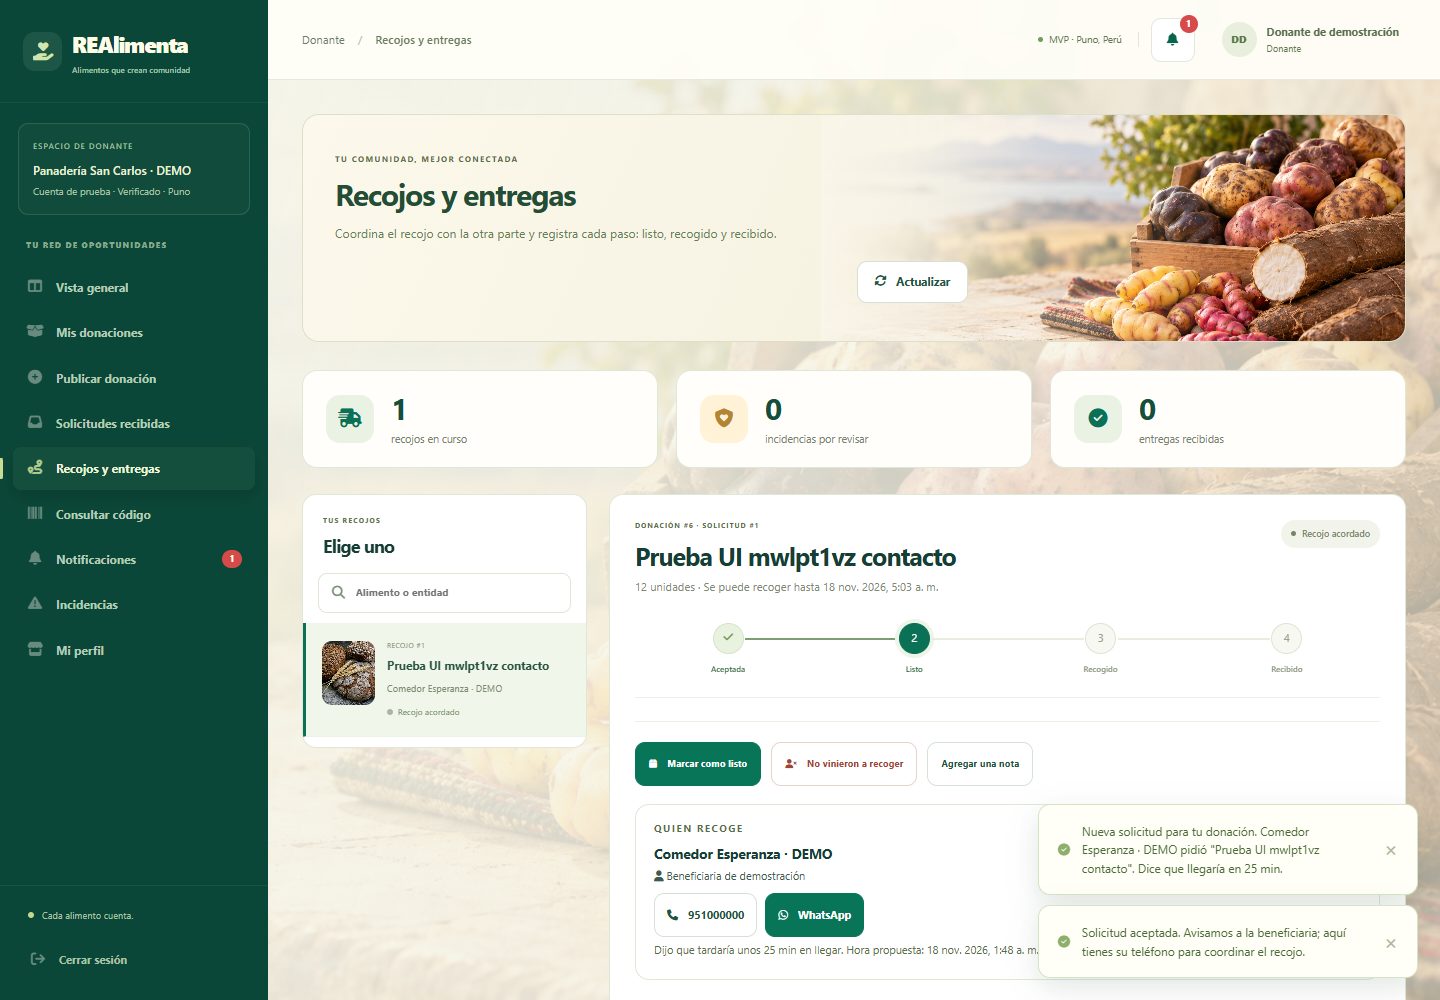 REAlimenta
Alimentos que crean comunidad
ESPACIO DE DONANTE
Panadería San Carlos · DEMO
Cuenta de prueba · Verificado · Puno
TU RED DE OPORTUNIDADES
Vista general
Mis donaciones
Publicar donación
Solicitudes recibidas
Recojos y entregas
Consultar código
Notificaciones
1
Incidencias
Mi perfil
Cada alimento cuenta.
Cerrar sesión
Donante / Recojos y entregas
MVP · Puno, Perú
1
DD
Donante de demostración
Donante
TU COMUNIDAD, MEJOR CONECTADA
Recojos y entregas
Coordina el recojo con la otra parte y registra cada paso: listo, recogido y recibido.
Actualizar
1
recojos en curso
0
incidencias por revisar
0
entregas recibidas
TUS RECOJOS
Elige uno
Alimento o entidad
RECOJO #1
Prueba UI mwlpt1vz contacto
Comedor Esperanza · DEMO
Recojo acordado
DONACIÓN #6 · SOLICITUD #1
Recojo acordado
Prueba UI mwlpt1vz contacto
12 unidades · Se puede recoger hasta 18 nov. 2026, 5:03 a. m.
2
3
4
Aceptada
Listo
Recogido
Recibido
Marcar como listo
No vinieron a recoger
Agregar una nota
QUIEN RECOGE
Comedor Esperanza · DEMO
Beneficiaria de demostración
951000000
WhatsApp
Dijo que tardaría unos 25 min en llegar. Hora propuesta: 18 nov. 2026, 1:48 a. m.
Nueva solicitud para tu donación. Comedor
Esperanza · DEMO pidió "Prueba UI mwlpt1vz
contacto". Dice que llegaría en 25 min.
Solicitud aceptada. Avisamos a la beneficiaria; aquí
tienes su teléfono para coordinar el recojo.